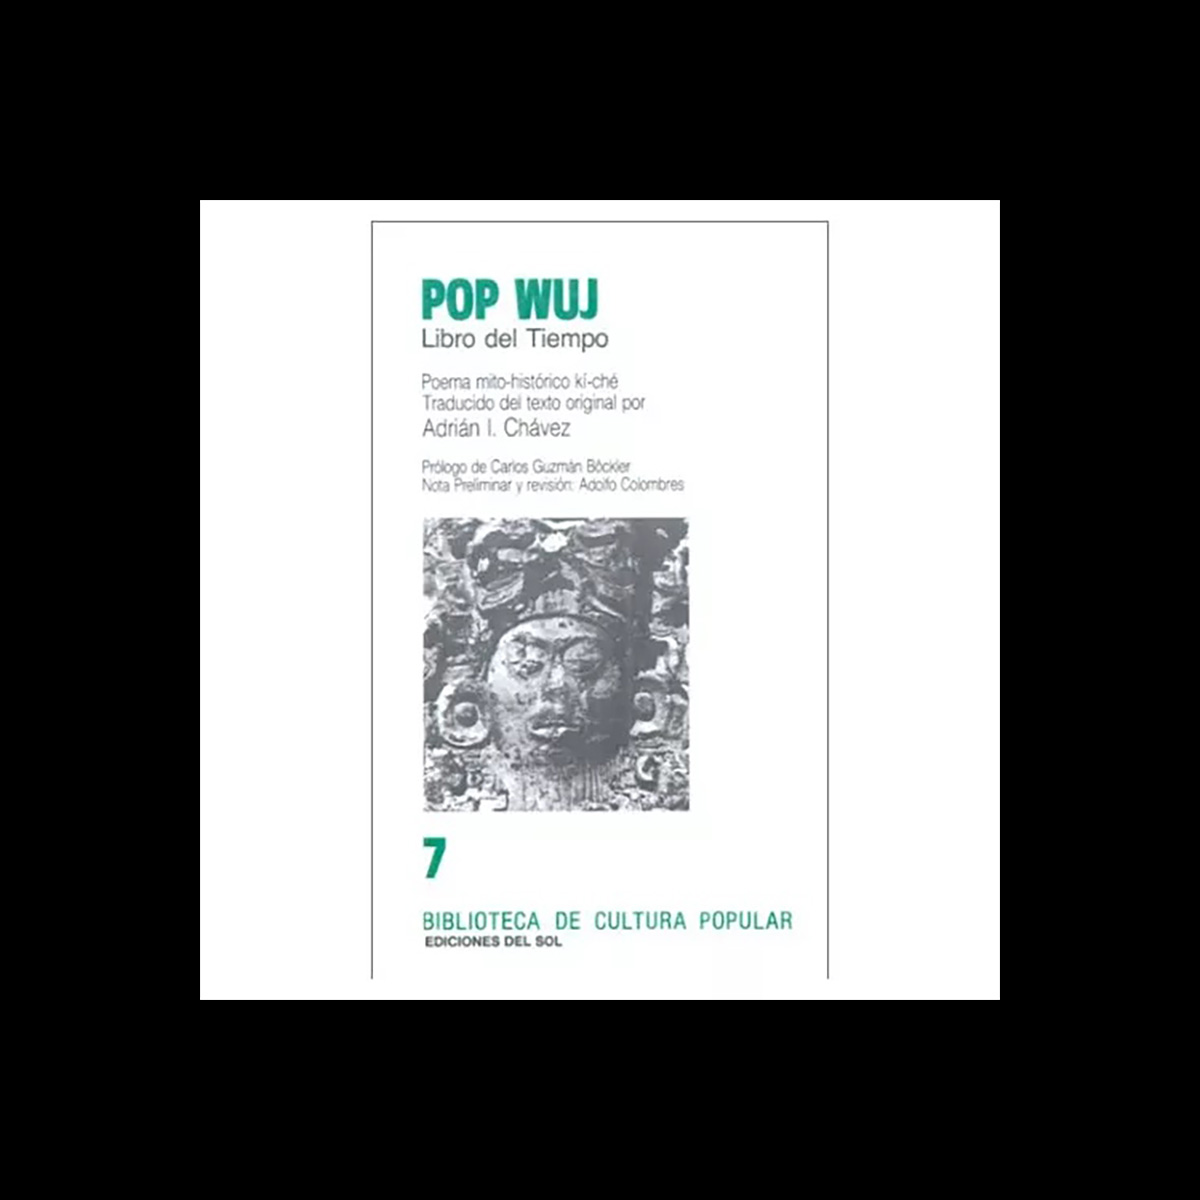 POP WUJ
Libro del Tiempo
Poema mito-histórico kí-ché
Traducido del texto original por
Adrián I. Chávez
Prólogo de Carlos Guzmán Böckler
Nota Preliminar y revisión: Adolfo Colombres
7
BIBLIOTECA DE CULTURA POPULAR
EDICIONES DEL SOL